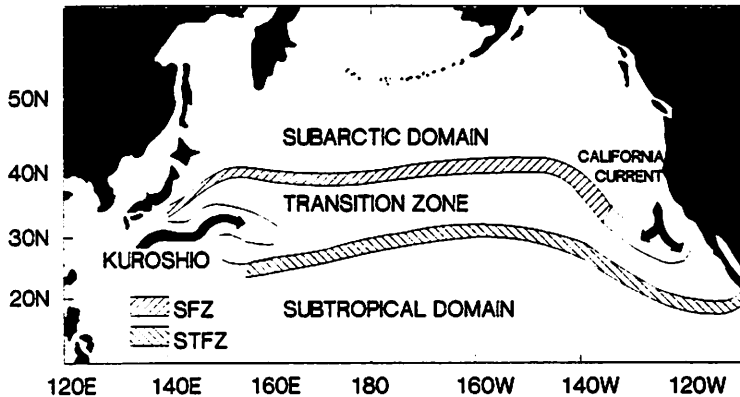 50N
SUBARCTIC DOMAIN
CALIFORNIA
CURRENT
40N
TRANSITION ZONE
30N
KUROSHIO
20N
SFZ
SUBTROPICAL DOMAIN
STFZ
120E 140E 160E 180 160W 140W 120W